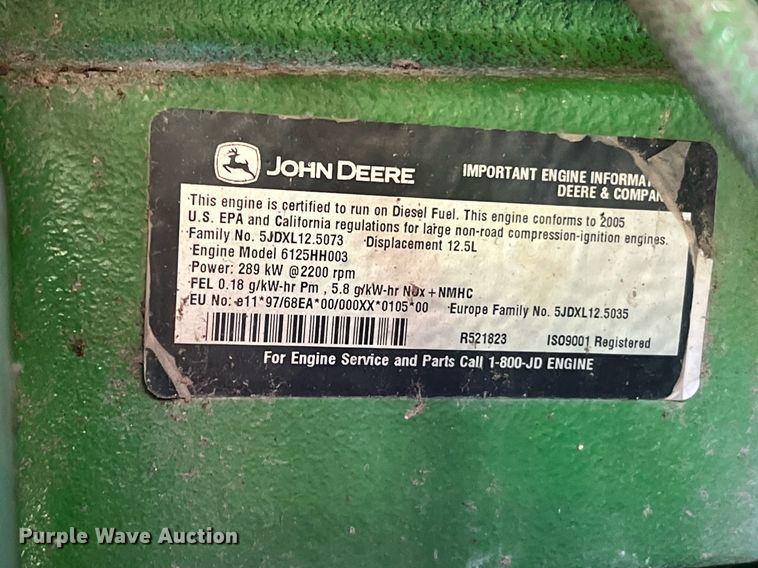 JOHN DEERE
IMPORTANT ENGINE
DEERE &
This engine is certified to run on Diesel Fuel. This engine conforms to 2005
U.S. EPA and California regulations for large non-road compression-ignition engines.
Family No. 5JDXL12.5073 Displacement 12.5L
Engine Model 6125HH003
Power: 289 kW @2200 rpm
FEL 0.18 g/kW-hr Pm , 5.8 g/kW-hr NOx+NMHC
EU No: e11*97/68EA*00/000XX*0105*00 Europe Family No. 5JDXL12.5035
R521823 ISO9001 Registered
For Engine Service and Parts Call 1-800-JD ENGINE
Purple Wave Auction